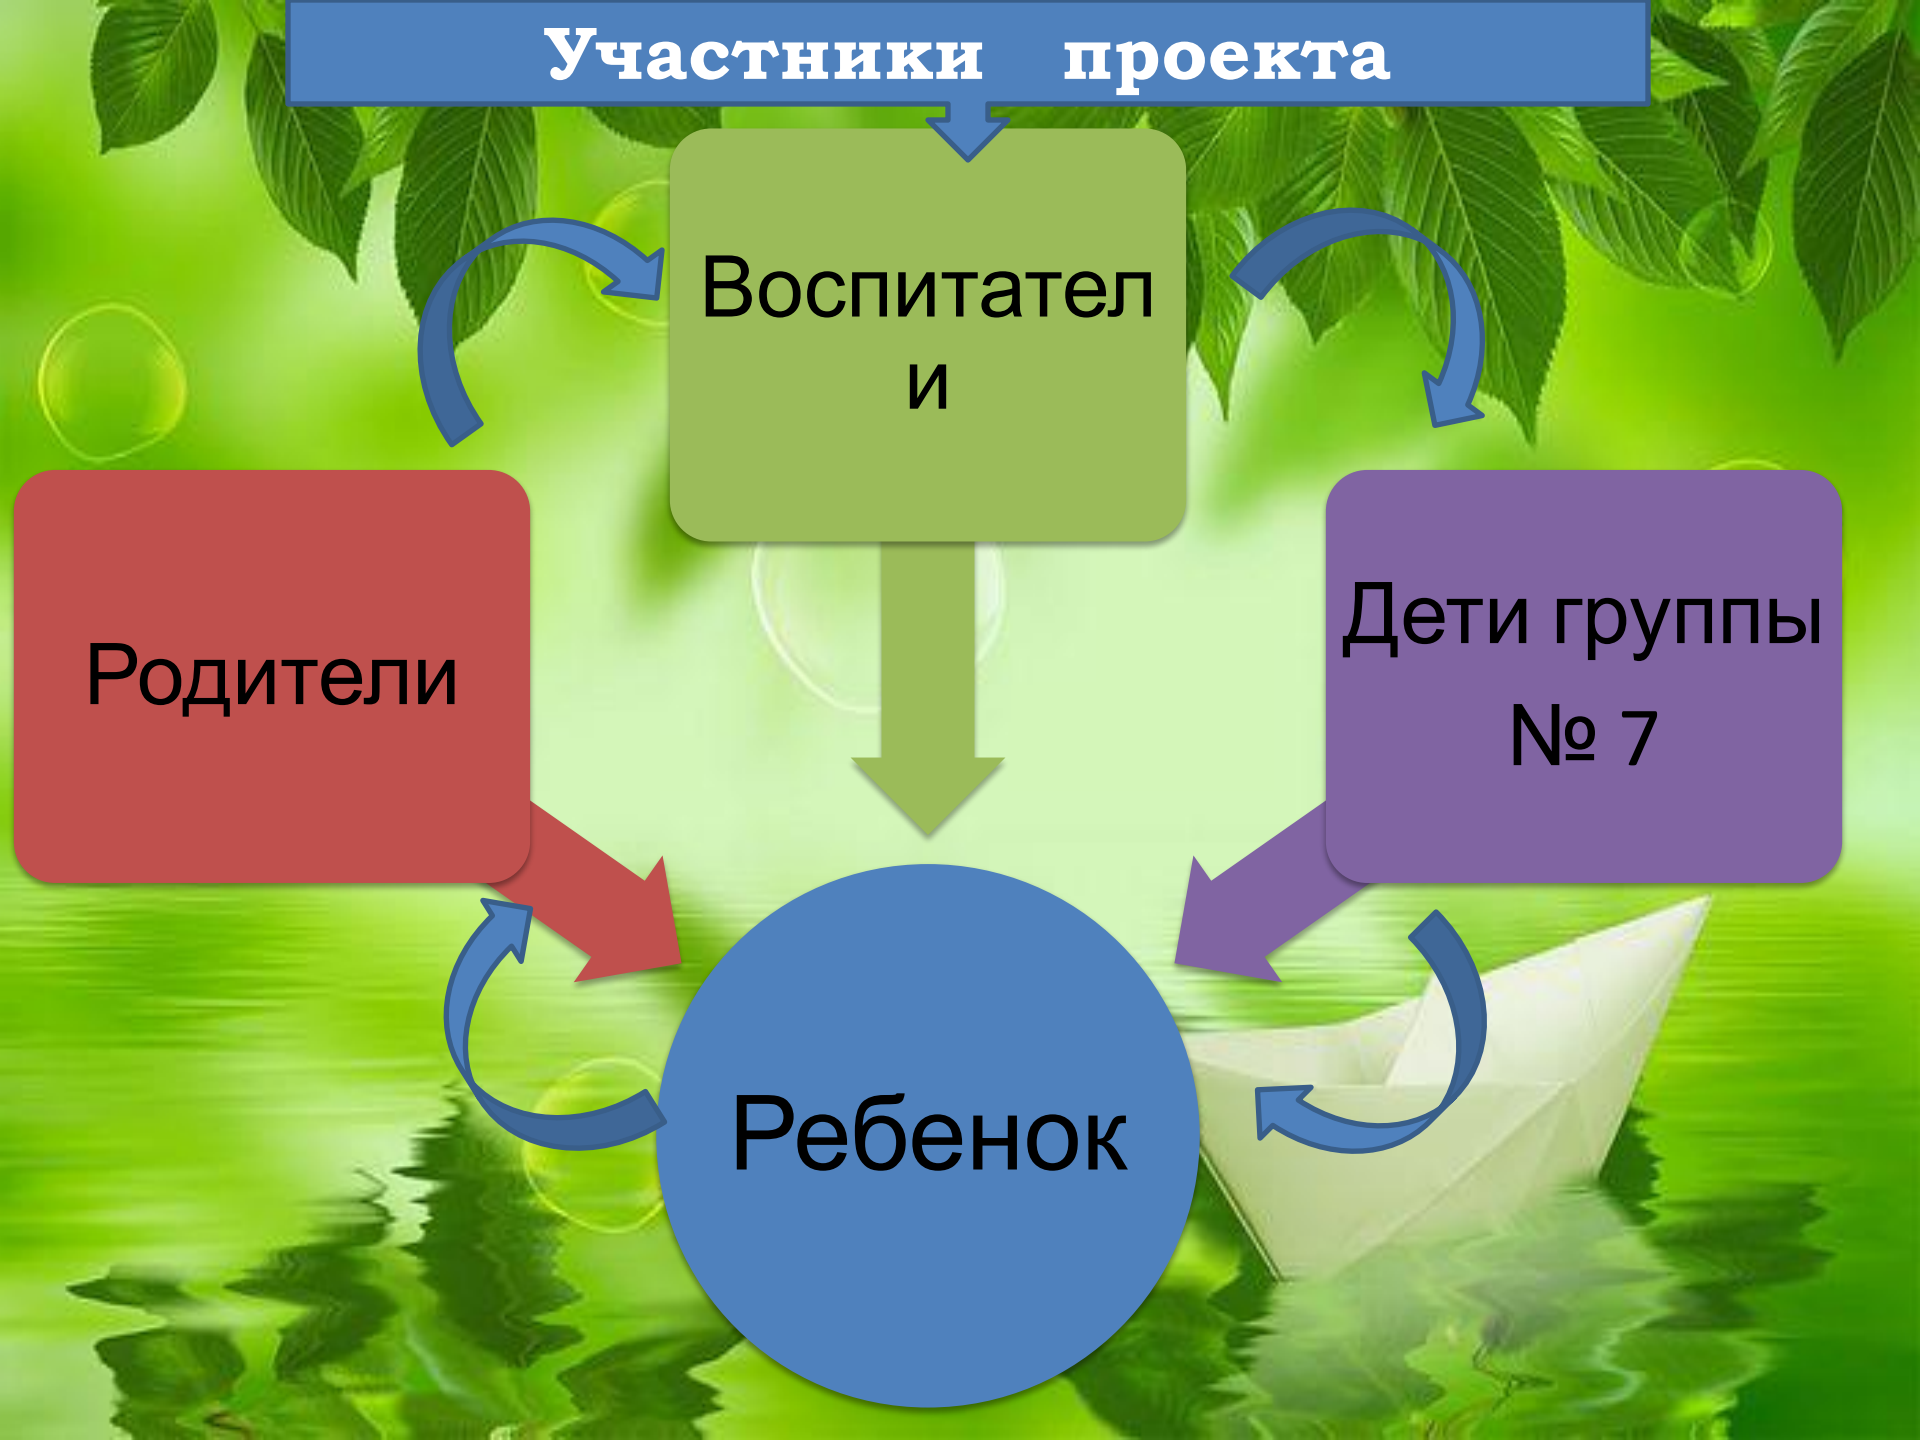 Участники проекта
Воспитател
и
Родители
Дети группы
№ 7
Ребенок